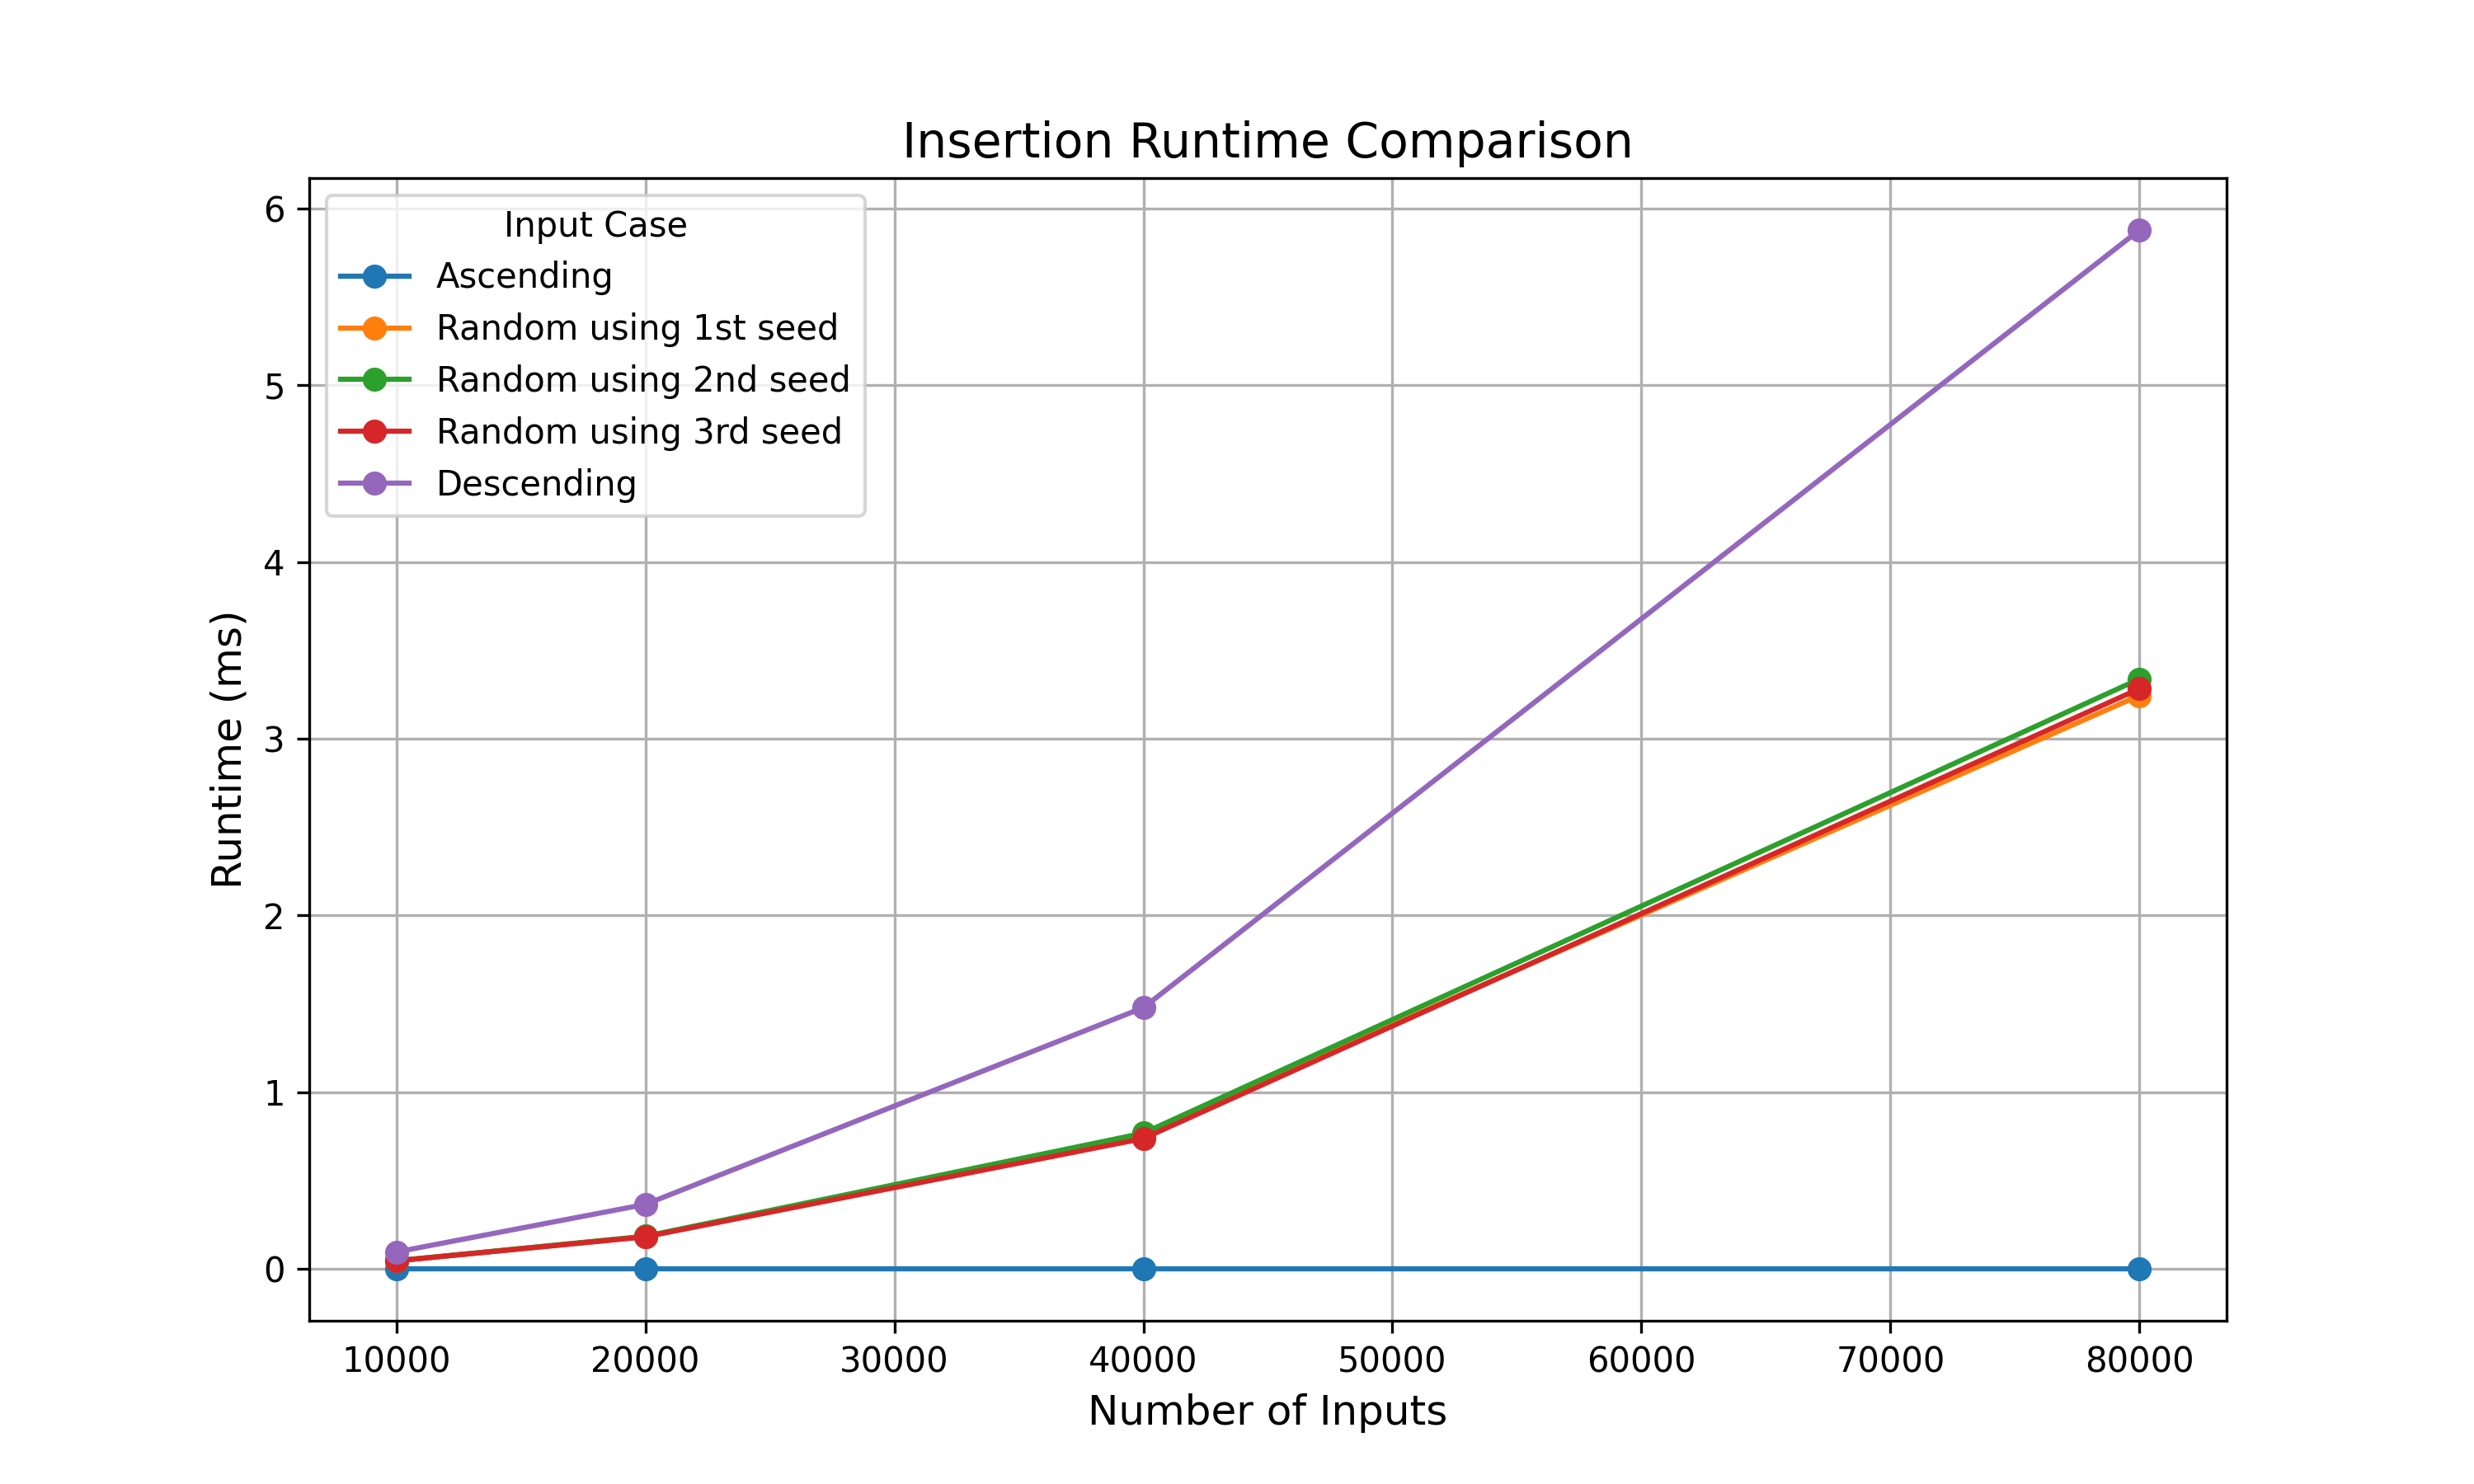 Insertion Runtime Comparison
Input Case
Ascending
Random using 1st seed
Random using 2nd seed
Random using 3rd seed
Descending
6
5
4
3
2
1
0
Runtime (ms)
10000 20000 30000 40000 50000 60000 70000 80000
Number of Inputs